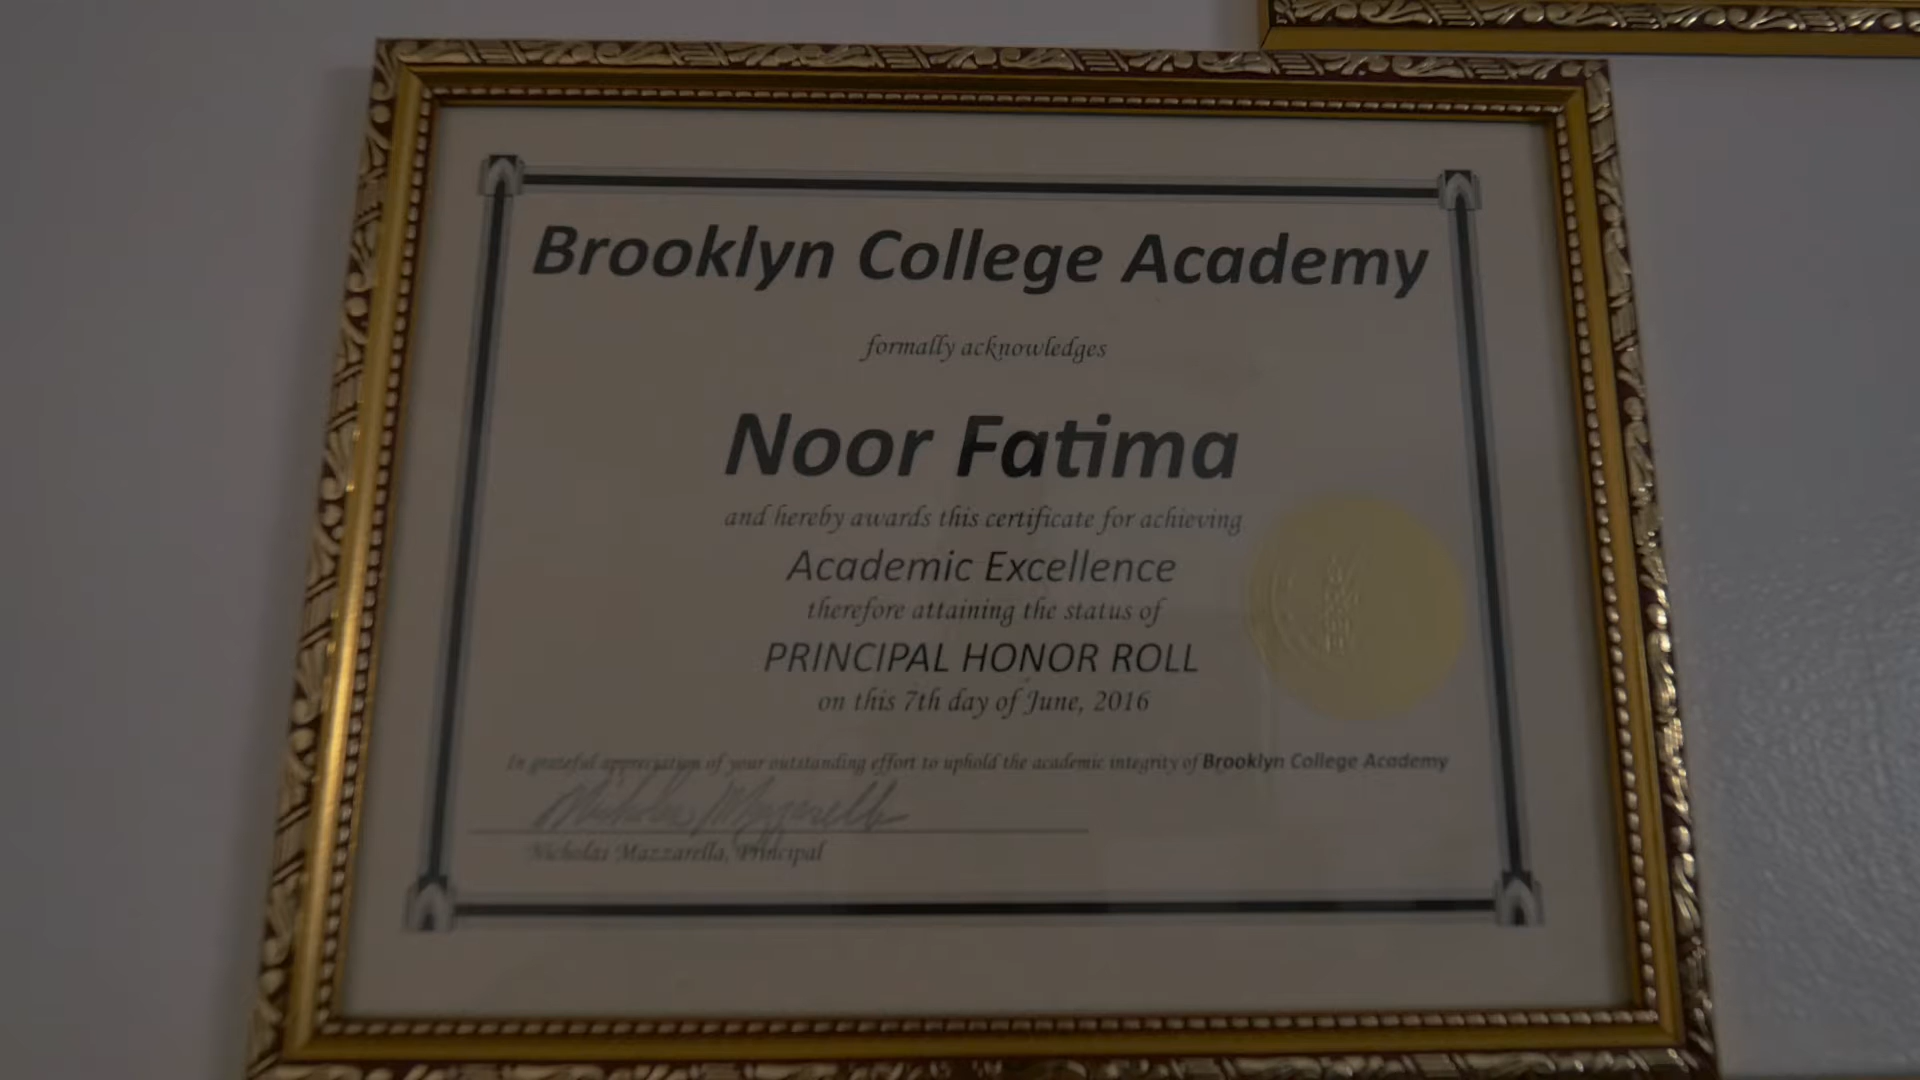 Brooklyn College Academy
formally acknowledges
Noor Fatima
and hereby awards this certificate for achieving
Academic Excellence
therefore attaining the status of
PRINCIPAL HONOR ROLL
on this 7th day of June, 2016
In grateful appreciation of your outstanding effort to uphold the academic integrity of Brooklyn College Academy
Nicholas Mazzarella
Nicholas Mazzarella, Principal